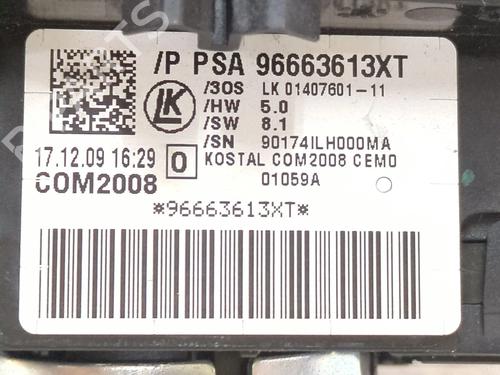 /P PSA 96663613XT
/3OS LK 01407601-11
/HW 5.0
/SW 8.1
/SN 90174ILH000MA
LK
17.12.09 16:29 0 KOSTAL COM2008 CEM0
COM2008 01059A
*96663613XT*